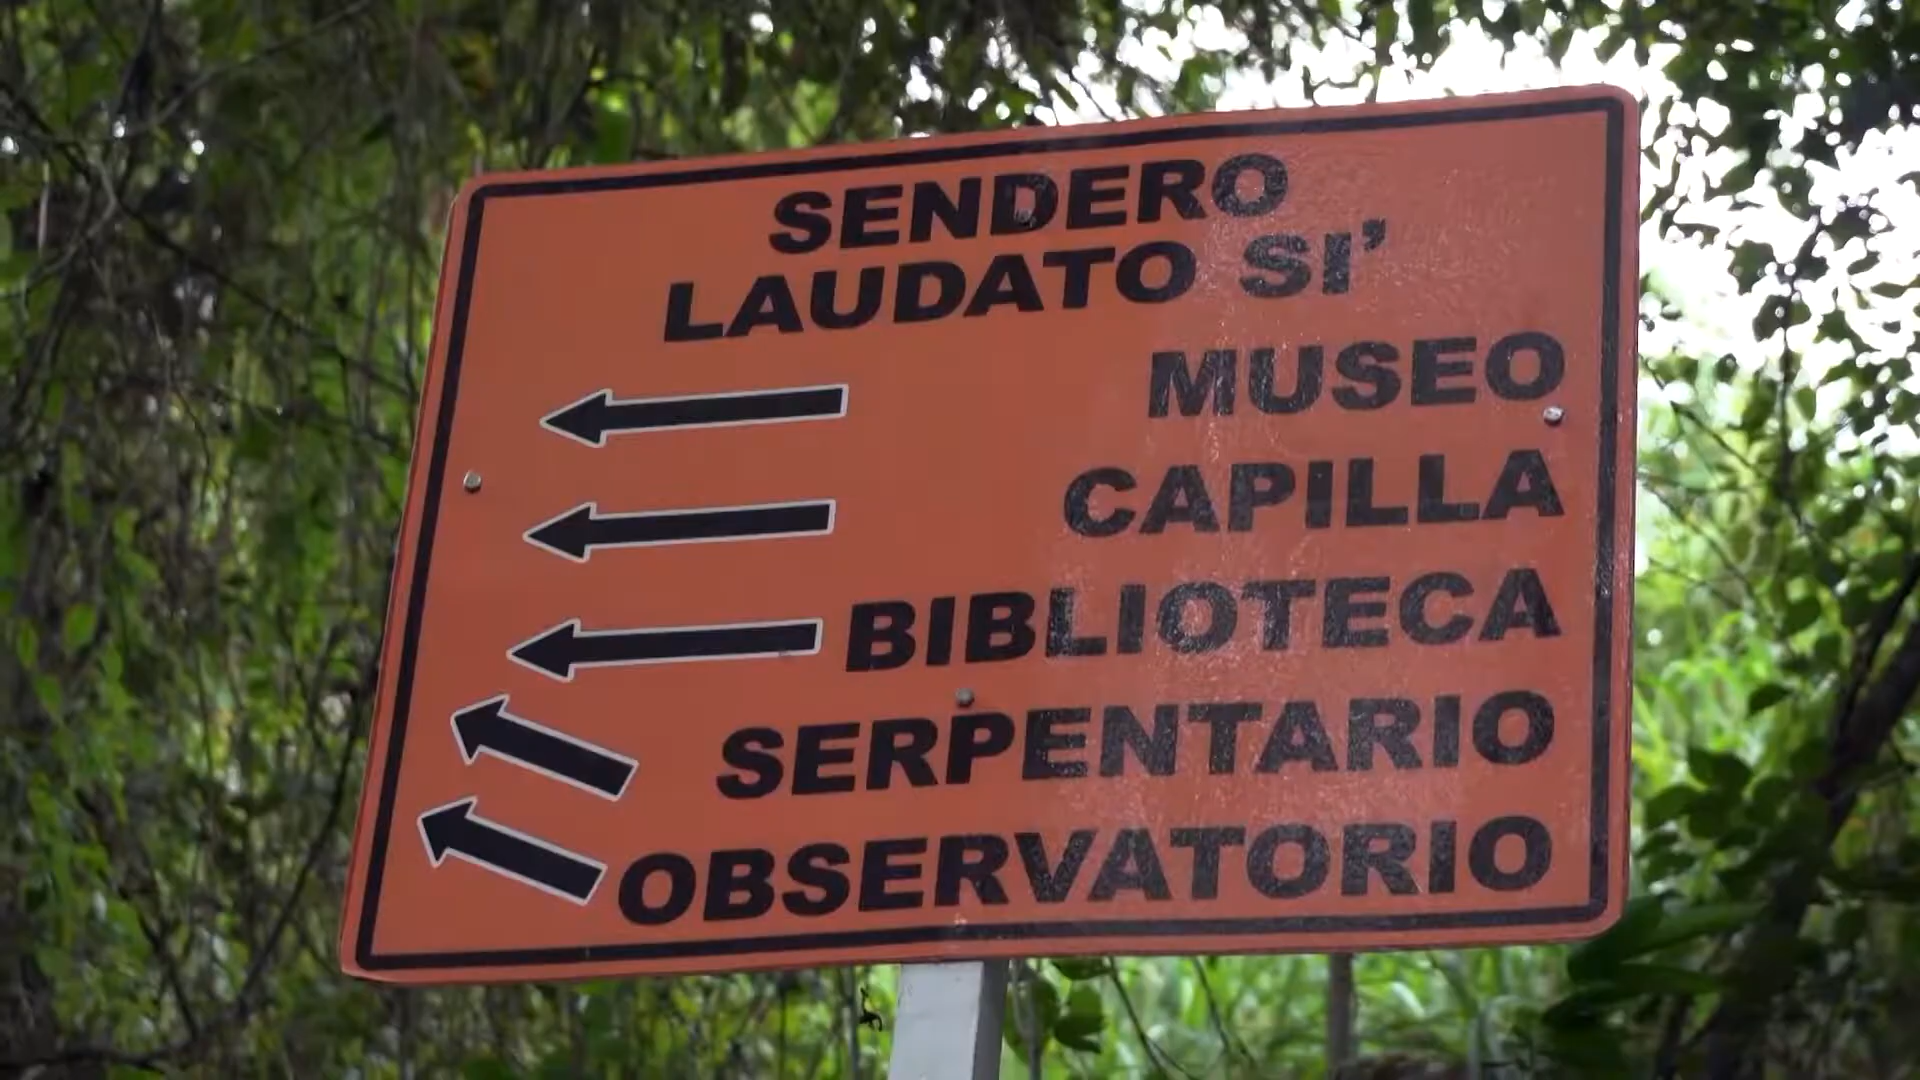 SENDERO
LAUDATO SI’
MUSEO
CAPILLA
BIBLIOTECA
SERPENTARIO
OBSERVATORIO